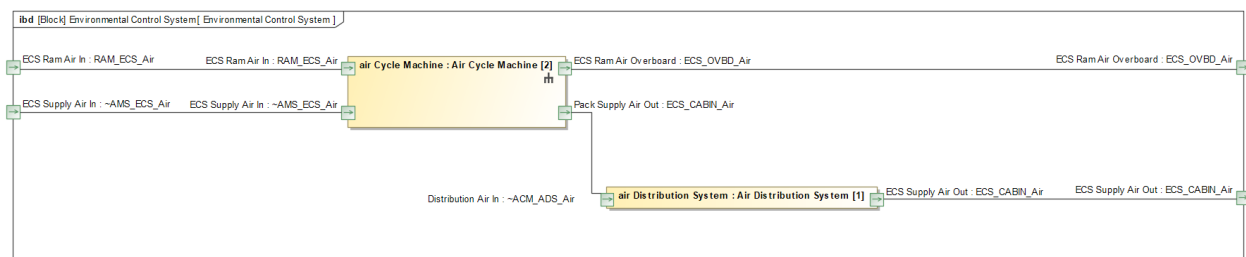 ibd [Block] Environmental Control System[ Environmental Control System ]
ECS Ram Air In : RAM_ECS_Air
ECS Ram Air In : RAM_ECS_Air
air Cycle Machine : Air Cycle Machine [2]
ECS Ram Air Overboard : ECS_OVBD_Air
ECS Ram Air Overboard : ECS_OVBD_Air
ECS Supply Air In : ~AMS_ECS_Air
ECS Supply Air In : ~AMS_ECS_Air
Pack Supply Air Out : ECS_CABIN_Air
Distribution Air In : ~ACM_ADS_Air
air Distribution System : Air Distribution System [1]
ECS Supply Air Out : ECS_CABIN_Air
ECS Supply Air Out : ECS_CABIN_Air